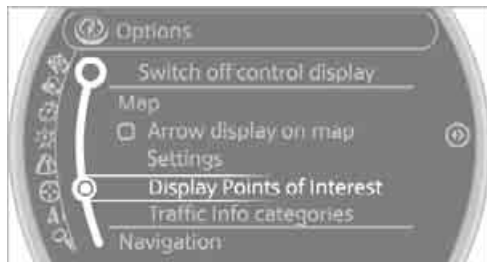 Options
Switch off control display
Map
Arrow display on map
Settings
Display Points of Interest
Traffic Info categories
Navigation